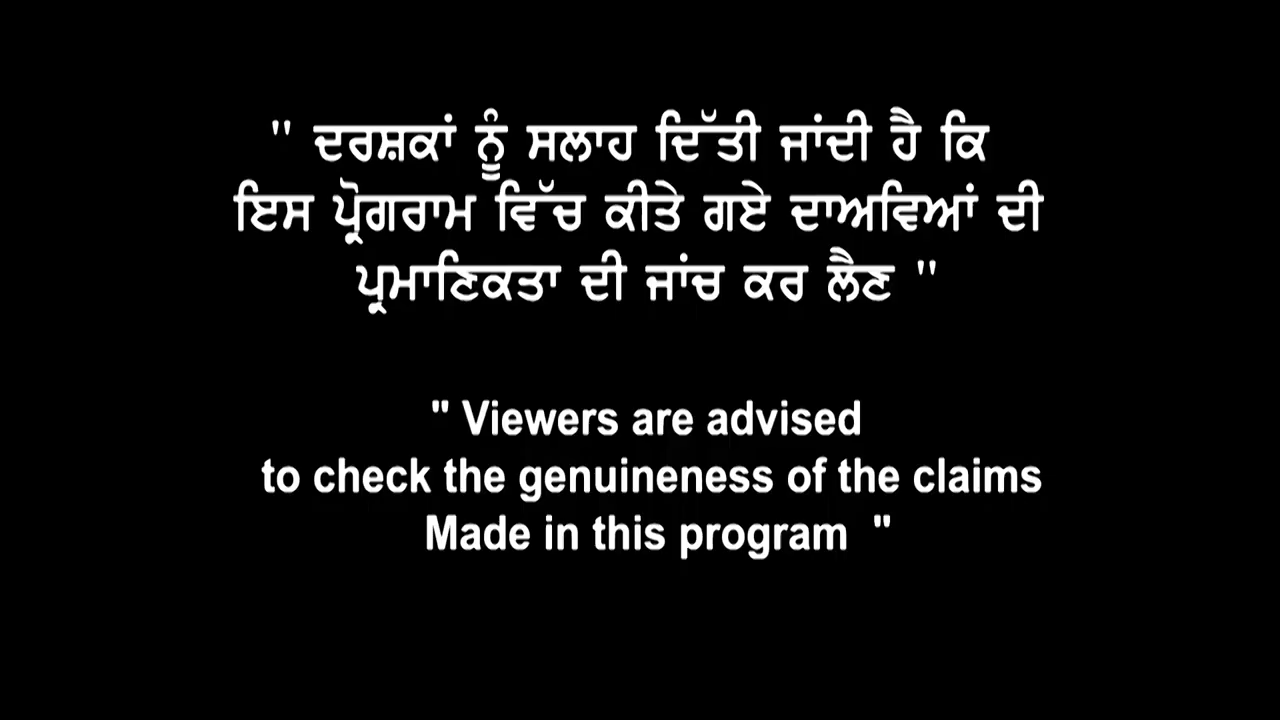 " ਦਰਸ਼ਕਾਂ ਨੂੰ ਸਲਾਹ ਦਿੱਤੀ ਜਾਂਦੀ ਹੈ ਕਿ
ਇਸ ਪ੍ਰੋਗਰਾਮ ਵਿੱਚ ਕੀਤੇ ਗਏ ਦਾਅਵਿਆਂ ਦੀ
ਪ੍ਰਮਾਣਿਕਤਾ ਦੀ ਜਾਂਚ ਕਰ ਲੈਣ "
" Viewers are advised
to check the genuineness of the claims
Made in this program "